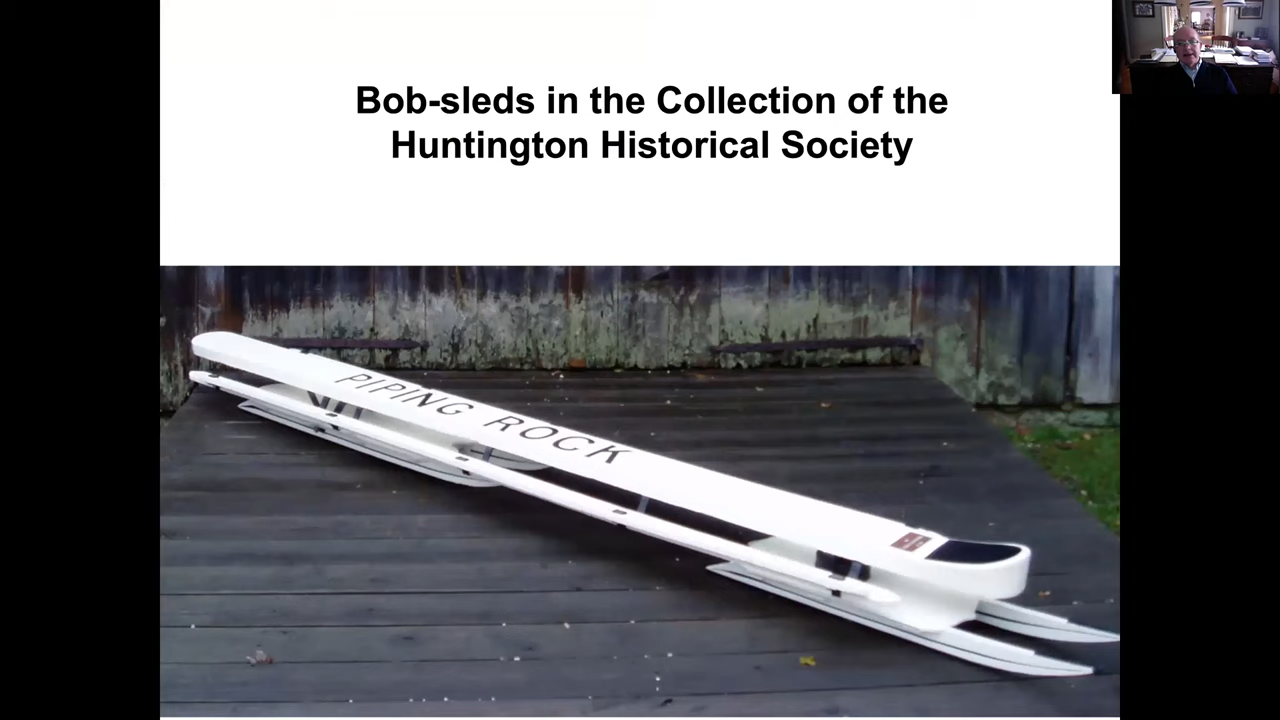 Bob-sleds in the Collection of the
Huntington Historical Society
PIPING ROCK